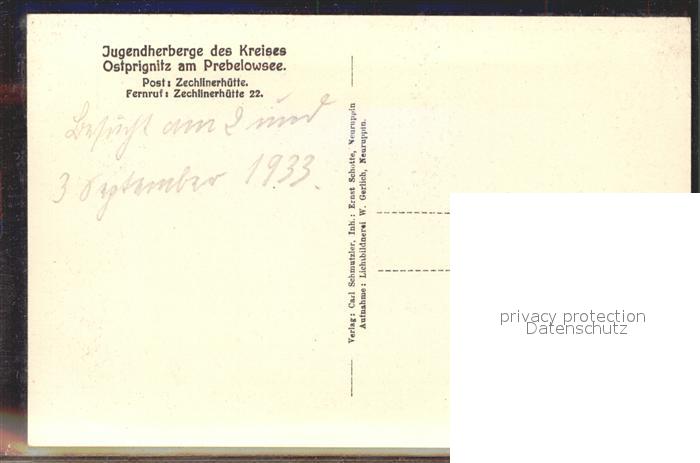 Jugendherberge des Kreises
Ostprignitz am Prebelowsee.
Post: Zechlinerhütte.
Fernruf: Zechlinerhütte 22.
Besucht am 2 und
3 September 1933.
Verlag: Carl Schmutzler, Inh.: Ernst Schotte, Neuruppin
Aufnahme: Lichtbildnerei W. Gerlich, Neuruppin.
privacy protection
Datenschutz